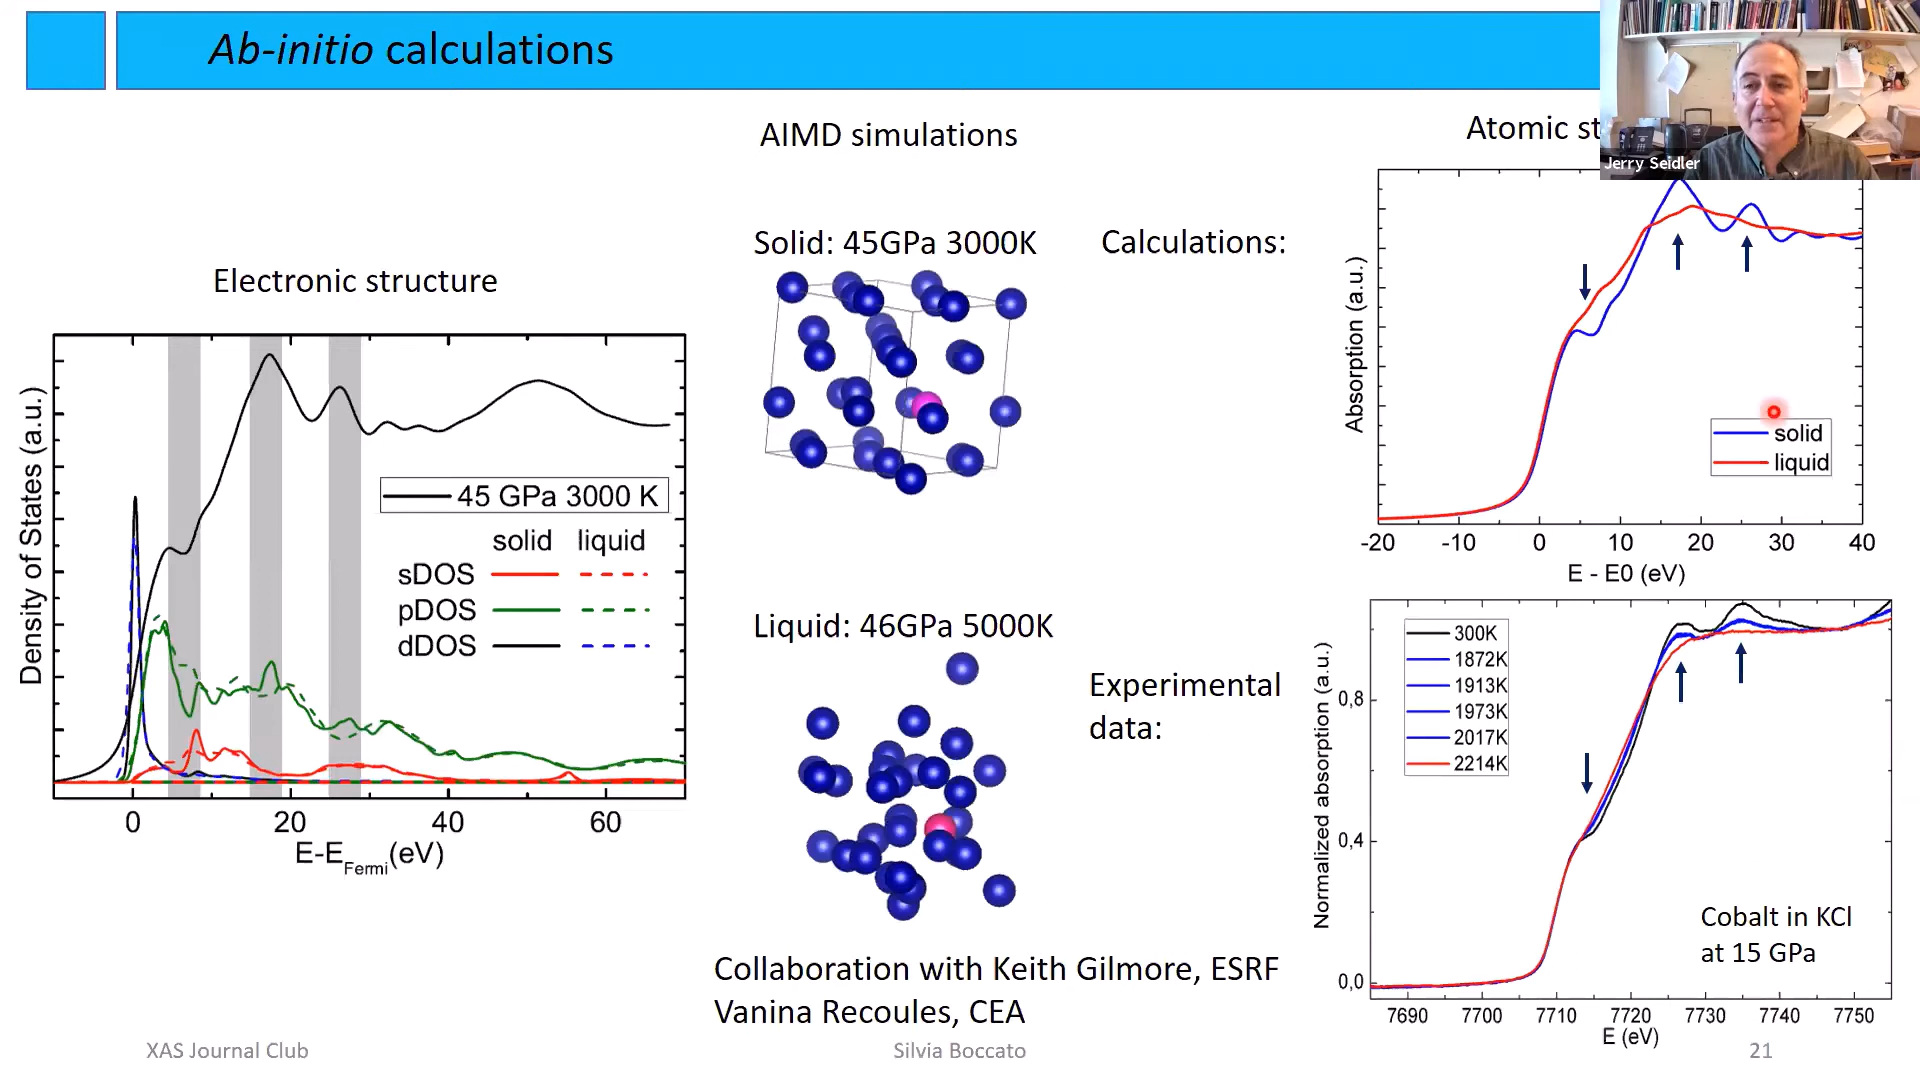 Ab-initio calculations
Jerry Seidler
Electronic structure
Density of States (a.u.)
45 GPa 3000 K
solid liquid
sDOS
pDOS
dDOS
0 20 40 60
E-EFermi(eV)
AIMD simulations
Solid: 45GPa 3000K
Liquid: 46GPa 5000K
Collaboration with Keith Gilmore, ESRF
Vanina Recoules, CEA
Calculations:
Experimental
data:
Atomic st
Absorption (a.u.)
solid
liquid
-20 -10 0 10 20 30 40
E - E0 (eV)
Normalized absorption (a.u.)
0,8
0,4
0,0
300K
1872K
1913K
1973K
2017K
2214K
Cobalt in KCl
at 15 GPa
7690 7700 7710 7720 7730 7740 7750
E (eV)
XAS Journal Club
Silvia Boccato
21